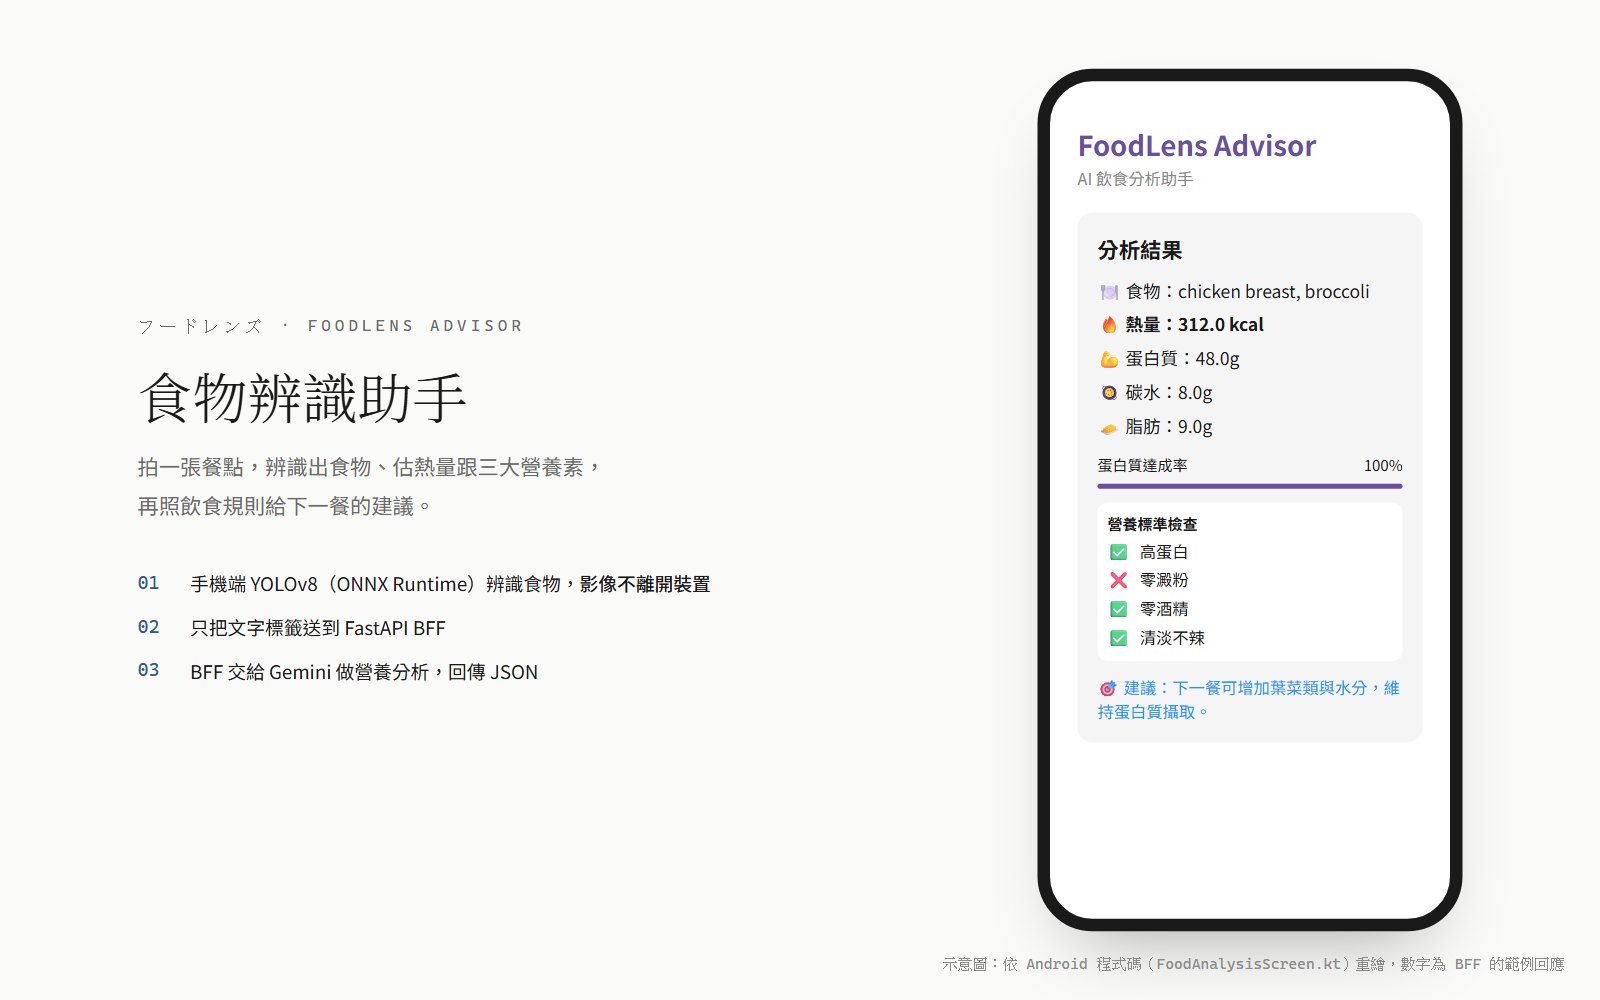 フードレンズ · FOODLENS ADVISOR
食物辨識助手
拍一張餐點，辨識出食物、估熱量跟三大營養素，
再照飲食規則給下一餐的建議。
01 手機端 YOLOv8（ONNX Runtime）辨識食物，影像不離開裝置
02 只把文字標籤送到 FastAPI BFF
03 BFF 交給 Gemini 做營養分析，回傳 JSON
FoodLens Advisor
AI 飲食分析助手
分析結果
🍽️ 食物：chicken breast, broccoli
🔥 熱量：312.0 kcal
💪 蛋白質：48.0g
🥘 碳水：8.0g
🫓 脂肪：9.0g
蛋白質達成率 100%
營養標準檢查
✅ 高蛋白
❌ 零澱粉
✅ 零酒精
✅ 清淡不辣
🎯 建議：下一餐可增加葉菜類與水分，維
持蛋白質攝取。
示意圖：依 Android 程式碼（FoodAnalysisScreen.kt）重繪，數字為 BFF 的範例回應